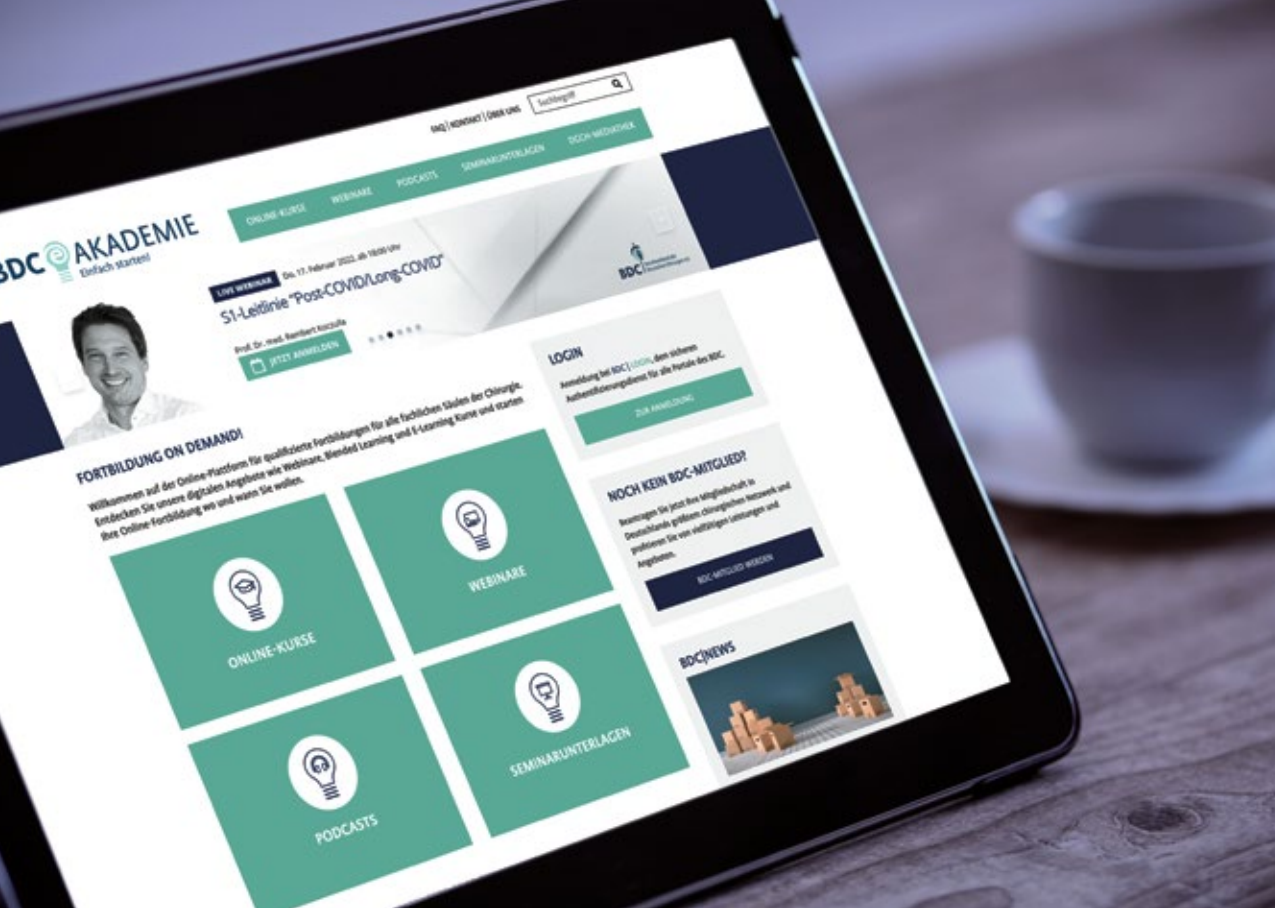 FAQ | KONTAKT | ÜBER UNS
Suchbegriff
ONLINE-KURSE
WEBINARE
PODCASTS
SEMINARUNTERLAGEN
DGCH-MEDIATHEK
BDC AKADEMIE
Einfach starten!
LIVE WEBINAR Do. 17. Februar 2022, ab 18:00 Uhr
S1-Leitlinie "Post-COVID/Long-COVID"
Prof. Dr. med. Rembert Koczulla
JETZT ANMELDEN
BDC
FORTBILDUNG ON DEMAND!
Willkommen auf der Online-Plattform für qualifizierte Fortbildungen für alle fachlichen Säulen der Chirurgie.
Entdecken Sie unsere digitalen Angebote wie Webinare, Blended Learning und E-Learning Kurse und starten
Ihre Online-Fortbildung wo und wann Sie wollen.
ONLINE-KURSE
WEBINARE
PODCASTS
SEMINARUNTERLAGEN
LOGIN
Anmeldung bei BDC|LOGIN, dem sicheren
Authentifizierungsdienst für alle Portale des BDC.
ZUR ANMELDUNG
NOCH KEIN BDC-MITGLIED?
Beantragen Sie jetzt Ihre Mitgliedschaft in
Deutschlands größtem chirurgischen Netzwerk und
profitieren Sie von vielfältigen Leistungen und
Angeboten.
BDC-MITGLIED WERDEN
BDC|NEWS